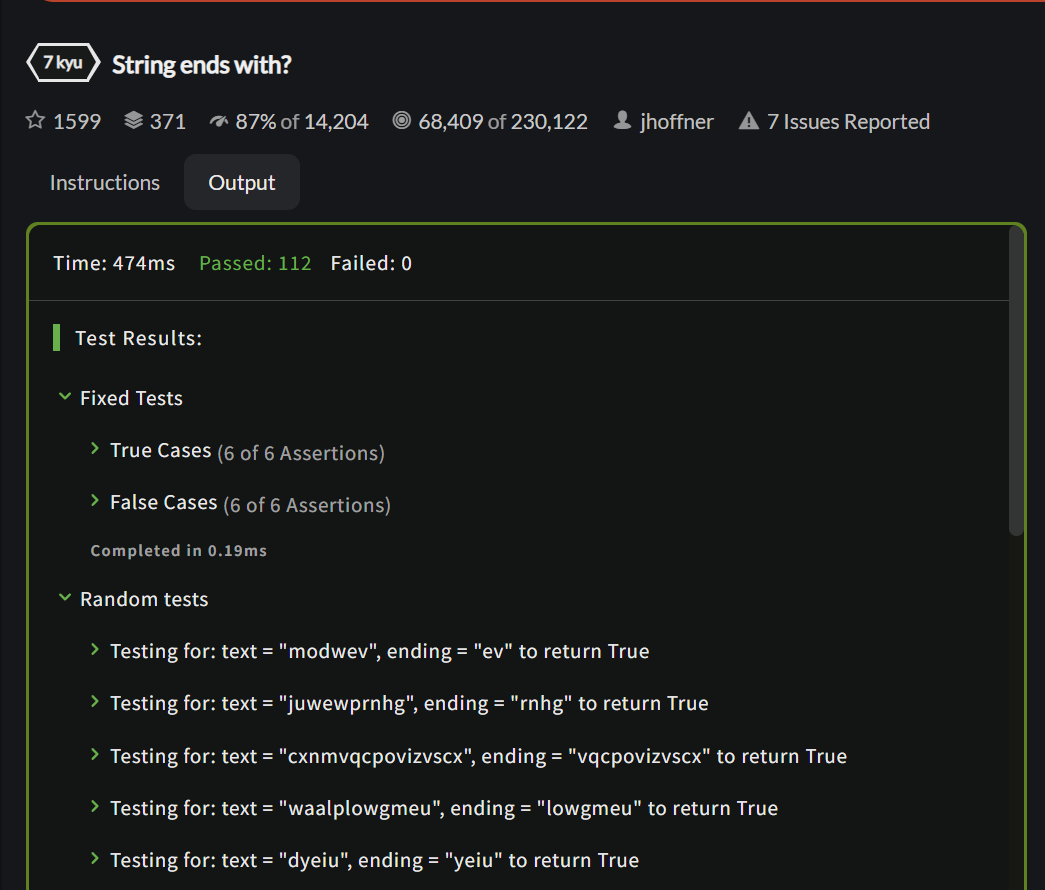 7 kyu String ends with?
1599 371 87% of 14,204 68,409 of 230,122 jhoffner 7 Issues Reported
Instructions Output
Time: 474ms Passed: 112 Failed: 0
Test Results:
Fixed Tests
True Cases (6 of 6 Assertions)
False Cases (6 of 6 Assertions)
Completed in 0.19ms
Random tests
Testing for: text = "modwev", ending = "ev" to return True
Testing for: text = "juwewprnhg", ending = "rnhg" to return True
Testing for: text = "cxnmvqcpovizvscx", ending = "vqcpovizvscx" to return True
Testing for: text = "waalplowgmeu", ending = "lowgmeu" to return True
Testing for: text = "dyeiu", ending = "yeiu" to return True